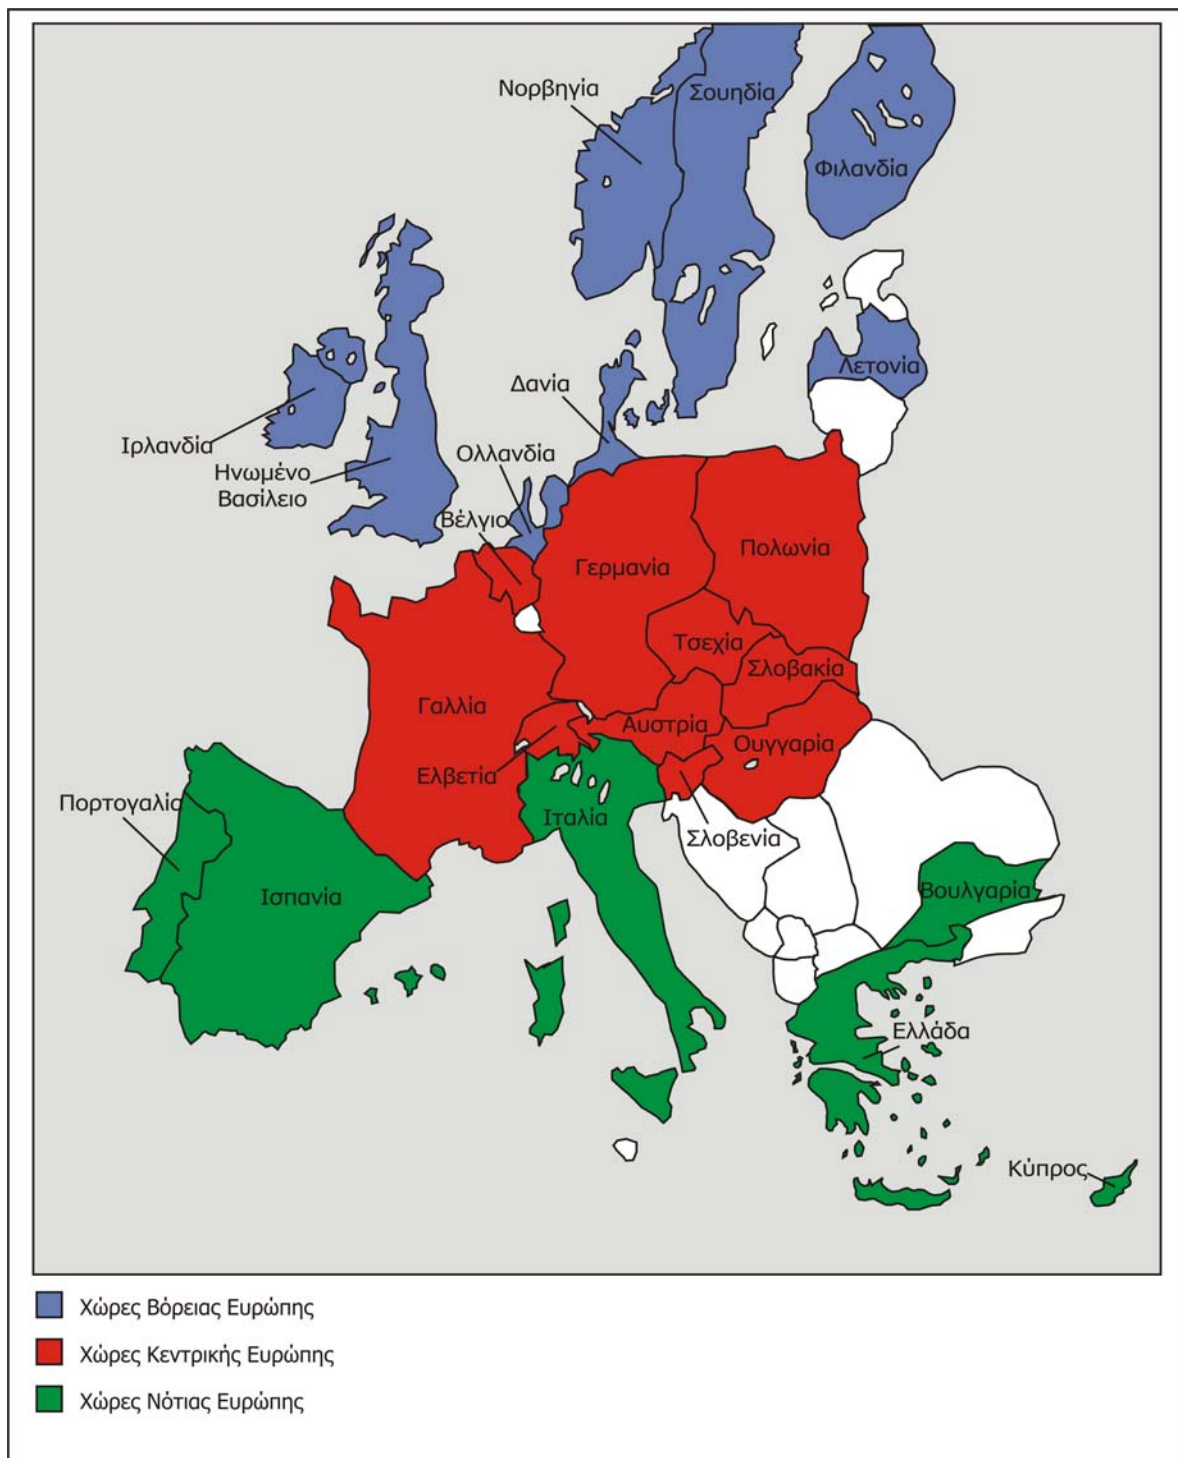 Νορβηγία
Σουηδία
Φιλανδία
Λετονία
Δανία
Ιρλανδία
Ηνωμένο
Βασίλειο
Ολλανδία
Βέλγιο
Γερμανία
Πολωνία
Τσεχία
Σλοβακία
Γαλλία
Αυστρία
Ουγγαρία
Ελβετία
Πορτογαλία
Ιταλία
Σλοβενία
Ισπανία
Βουλγαρία
Ελλάδα
Κύπρος
Χώρες Βόρειας Ευρώπης
Χώρες Κεντρικής Ευρώπης
Χώρες Νότιας Ευρώπης